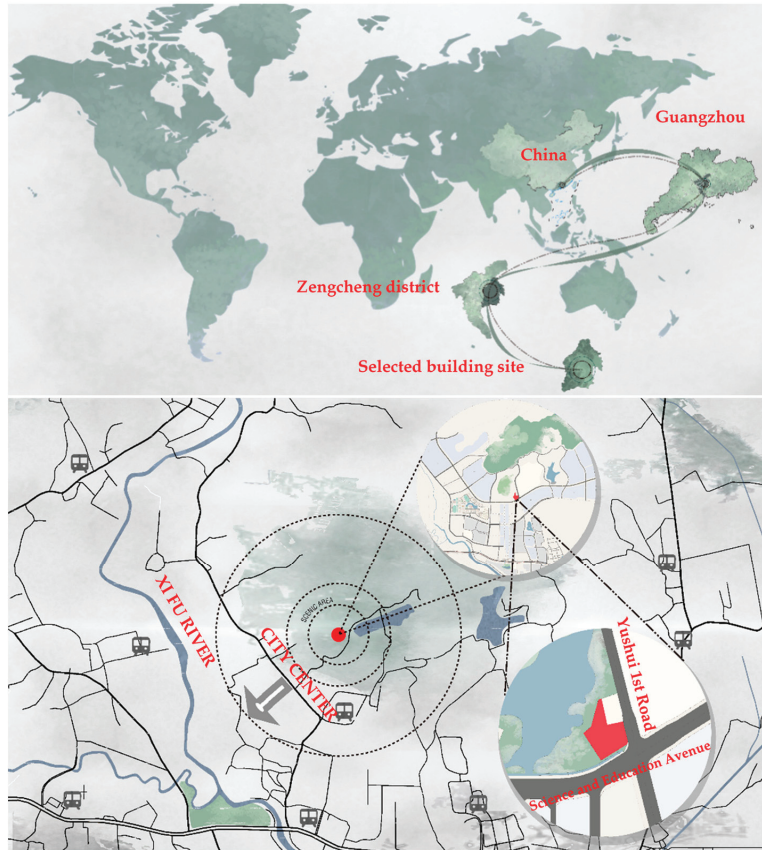 Guangzhou
China
Zengcheng district
Selected building site
SCENIC AREA
XI FU RIVER
CITY CENTER
Yushui 1st Road
Science and Education Avenue